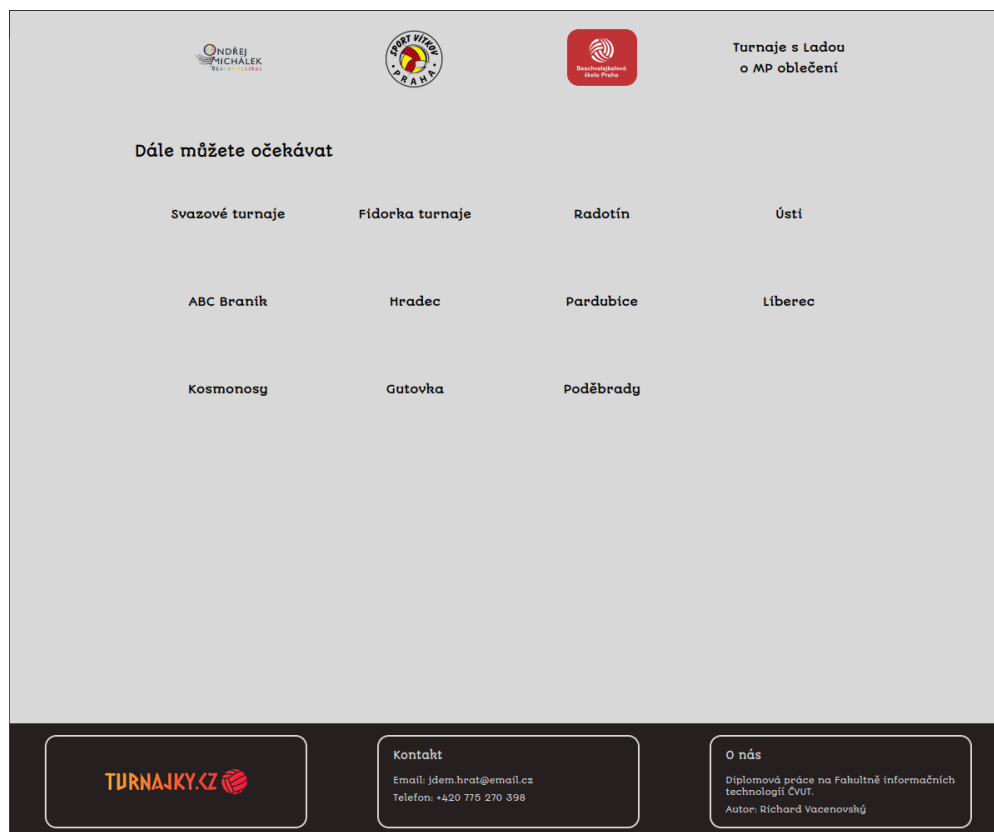 ONDŘEJ
MICHÁLEK
BEACHVOLEJBAL
SPORT VÍTKOV
PRAHA
Beachvolejbalová
škola Praha
Turnaje s Ladou
o MP oblečení
Dále můžete očekávat
Svazové turnaje Fidorka turnaje Radotín Ústí
ABC Braník Hradec Pardubice Liberec
Kosmonosy Gutovka Poděbrady
TURNAJKY.CZ
Kontakt
Email: jdem.hrat@email.cz
Telefon: +420 775 270 398
O nás
Diplomová práce na Fakultně informačních
technologií ČVUT.
Autor: Richard Vacenovský